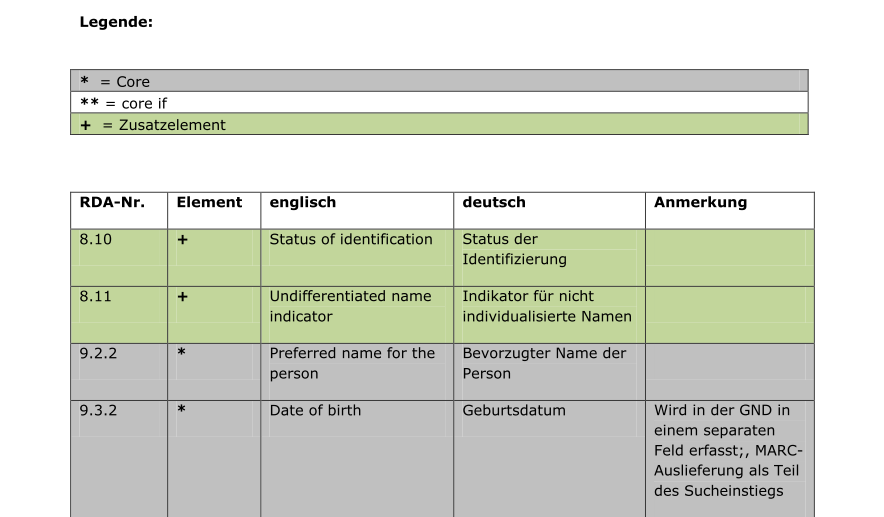 Legende:
* = Core
** = core if
+ = Zusatzelement
RDA-Nr. Element englisch deutsch Anmerkung
8.10 + Status of identification Status der
Identifizierung
8.11 + Undifferentiated name Indikator für nicht
indicator individualisierte Namen
9.2.2 * Preferred name for the Bevorzugter Name der
person Person
9.3.2 * Date of birth Geburtsdatum Wird in der GND in
einem separaten
Feld erfasst;, MARC-
Auslieferung als Teil
des Sucheinstiegs